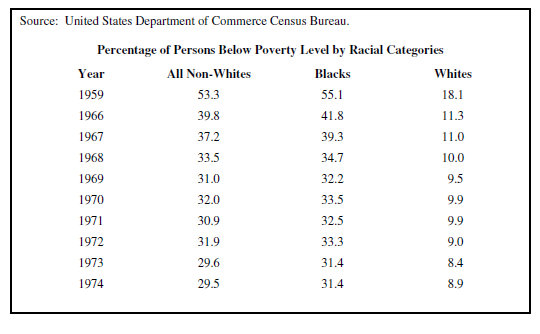 Source: United States Department of Commerce Census Bureau.
Percentage of Persons Below Poverty Level by Racial Categories
Year All Non-Whites Blacks Whites
1959 53.3 55.1 18.1
1966 39.8 41.8 11.3
1967 37.2 39.3 11.0
1968 33.5 34.7 10.0
1969 31.0 32.2 9.5
1970 32.0 33.5 9.9
1971 30.9 32.5 9.9
1972 31.9 33.3 9.0
1973 29.6 31.4 8.4
1974 29.5 31.4 8.9